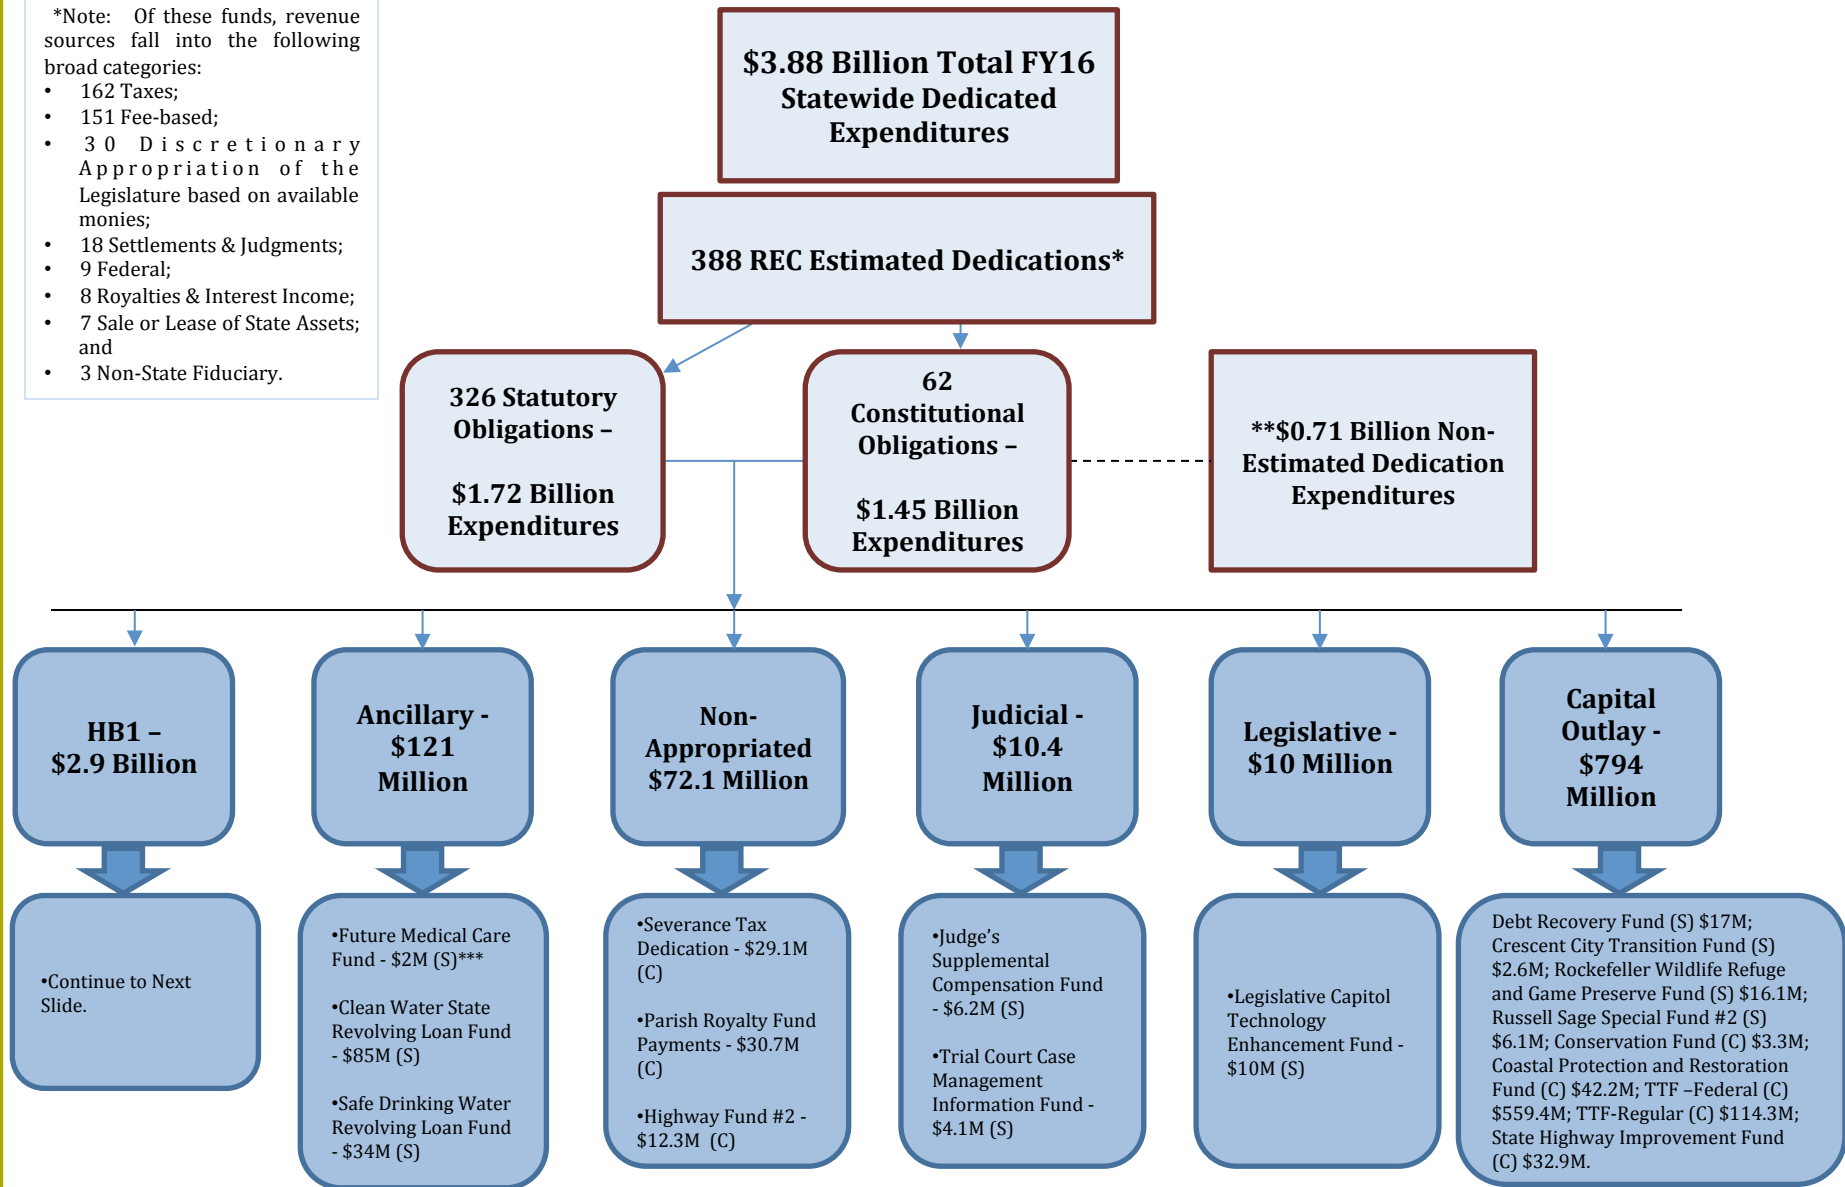 *Note: Of these funds, revenue
sources fall into the following
broad categories:
• 162 Taxes;
• 151 Fee-based;
• 30 Discretionary
Appropriation of the
Legislature based on available
monies;
• 18 Settlements & Judgments;
• 9 Federal;
• 8 Royalties & Interest Income;
• 7 Sale or Lease of State Assets;
and
• 3 Non-State Fiduciary.
$3.88 Billion Total FY16
Statewide Dedicated
Expenditures
388 REC Estimated Dedications*
326 Statutory
Obligations –
$1.72 Billion
Expenditures
62
Constitutional
Obligations –
$1.45 Billion
Expenditures
**$0.71 Billion Non-
Estimated Dedication
Expenditures
HB1 –
$2.9 Billion
Ancillary -
$121
Million
Non-
Appropriated
$72.1 Million
Judicial -
$10.4
Million
Legislative -
$10 Million
Capital
Outlay -
$794
Million
•Continue to Next
Slide.
•Future Medical Care
Fund - $2M (S)***
•Clean Water State
Revolving Loan Fund
- $85M (S)
•Safe Drinking Water
Revolving Loan Fund
- $34M (S)
•Severance Tax
Dedication - $29.1M
(C)
•Parish Royalty Fund
Payments - $30.7M
(C)
•Highway Fund #2 -
$12.3M (C)
•Judge’s
Supplemental
Compensation Fund
- $6.2M (S)
•Trial Court Case
Management
Information Fund -
$4.1M (S)
•Legislative Capitol
Technology
Enhancement Fund -
$10M (S)
Debt Recovery Fund (S) $17M;
Crescent City Transition Fund (S)
$2.6M; Rockefeller Wildlife Refuge
and Game Preserve Fund (S) $16.1M;
Russell Sage Special Fund #2 (S)
$6.1M; Conservation Fund (C) $3.3M;
Coastal Protection and Restoration
Fund (C) $42.2M; TTF –Federal (C)
$559.4M; TTF-Regular (C) $114.3M;
State Highway Improvement Fund
(C) $32.9M.